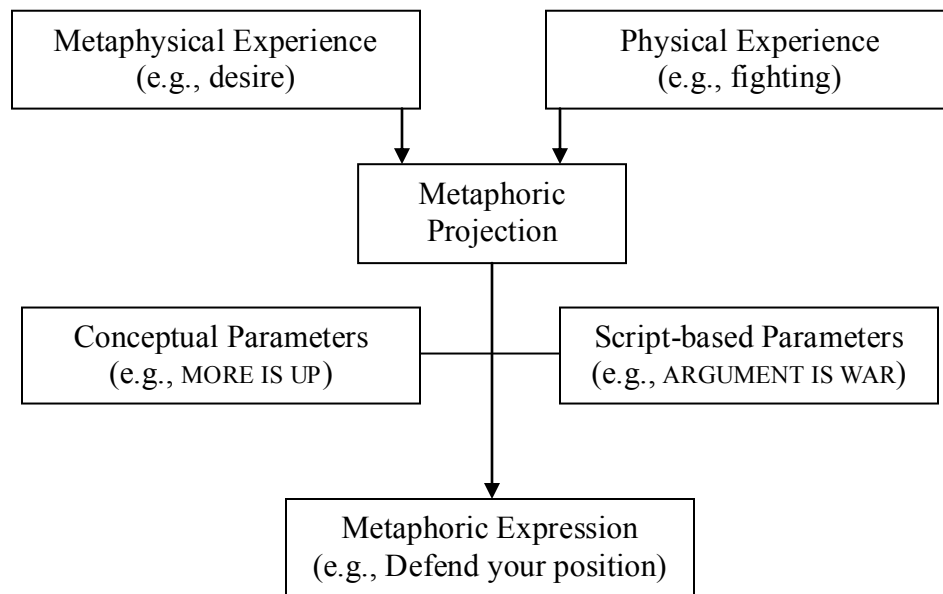 Metaphysical Experience
(e.g., desire)
Physical Experience
(e.g., fighting)
Metaphoric
Projection
Conceptual Parameters
(e.g., MORE IS UP)
Script-based Parameters
(e.g., ARGUMENT IS WAR)
Metaphoric Expression
(e.g., Defend your position)